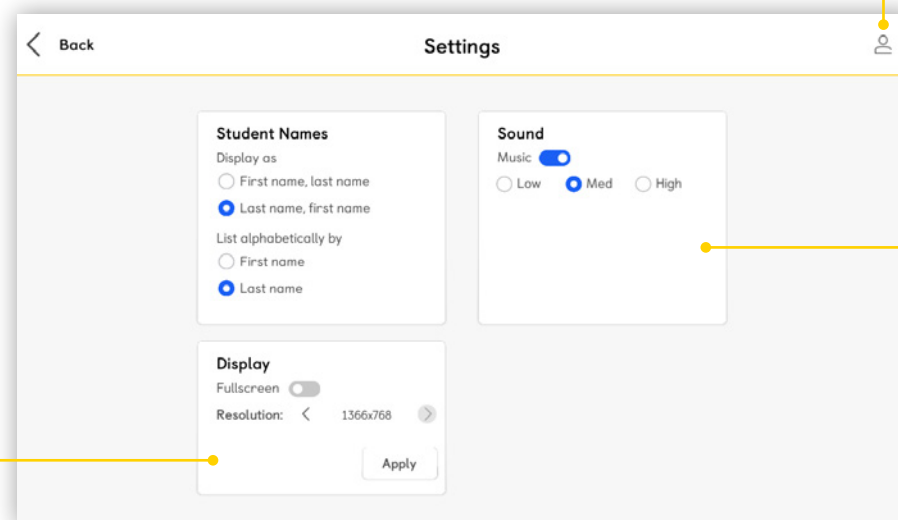 Back
Settings
Student Names
Display as
First name, last name
Last name, first name
List alphabetically by
First name
Last name
Sound
Music
Low Med High
Display
Fullscreen
Resolution: 1366x768
Apply